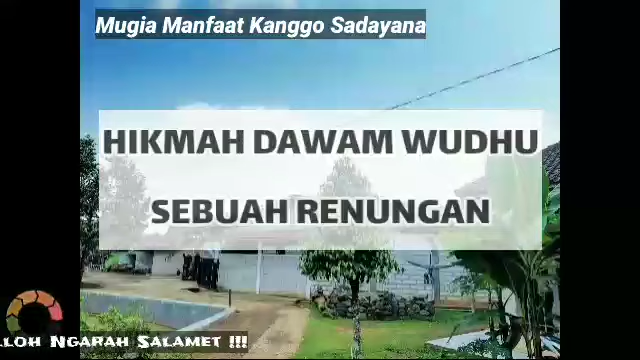 Mugia Manfaat Kanggo Sadayana
HIKMAH DAWAM WUDHU
SEBUAH RENUNGAN
Ngarah Salamet !!!